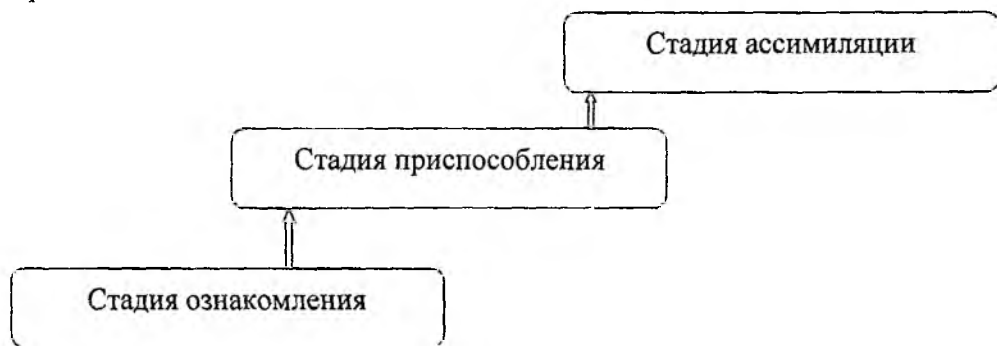 Стадия ассимиляции
Стадия приспособления
Стадия ознакомления